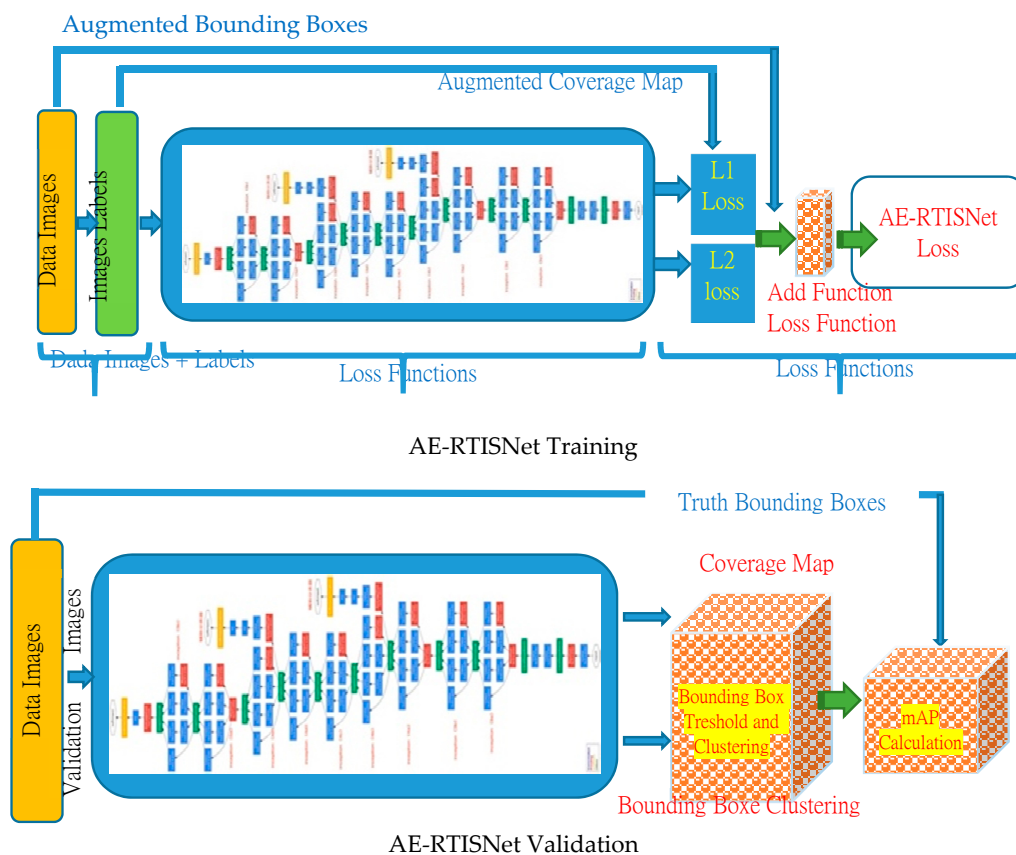 Augmented Bounding Boxes
Augmented Coverage Map
Data Images
Images Labels
L1
Loss
L2
loss
AE-RTISNet
Loss
Add Function
Loss Function
Dada Images + Labels
Loss Functions
Loss Functions
AE-RTISNet Training
Truth Bounding Boxes
Data Images
Validation Images
Coverage Map
Bounding Box
Treshold and
Clustering
mAP
Calculation
Bounding Boxe Clustering
AE-RTISNet Validation